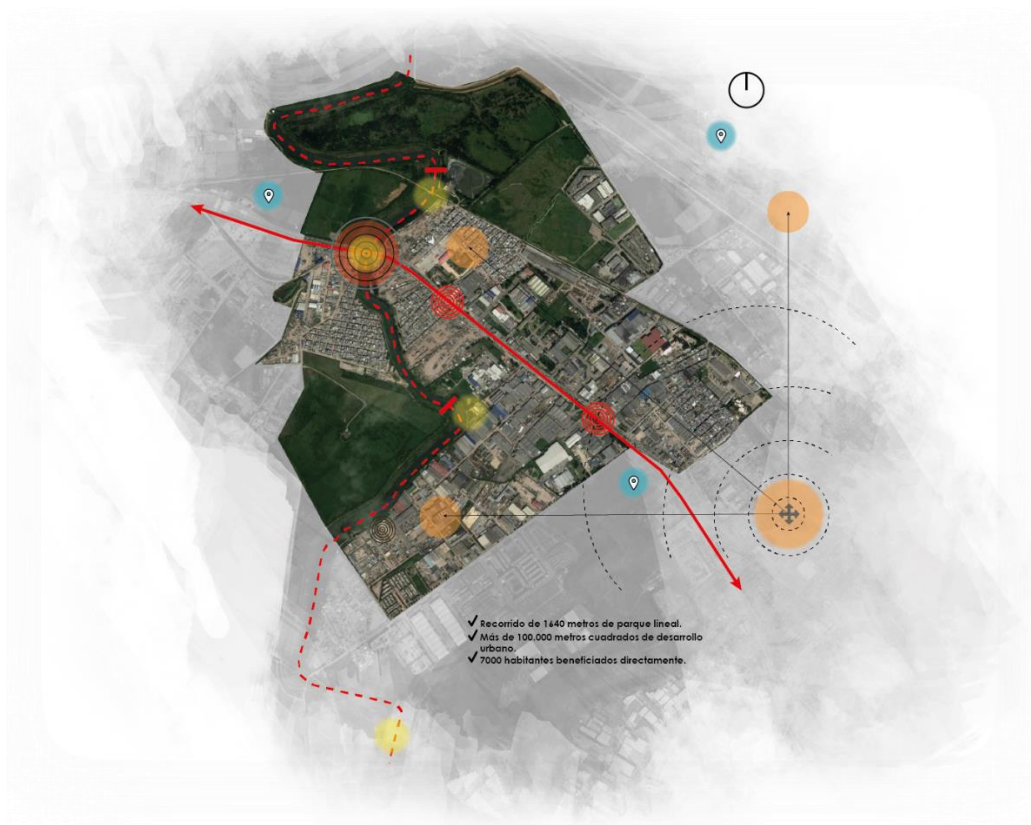 ✓ Recorrido de 1640 metros de parque lineal.
✓ Más de 100.000 metros cuadrados de desarrollo
urbano.
✓ 7000 habitantes beneficiados directamente.